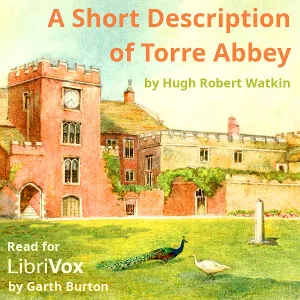 A Short Description
of Torre Abbey
by Hugh Robert Watkin
Read for
LibriVox
by Garth Burton